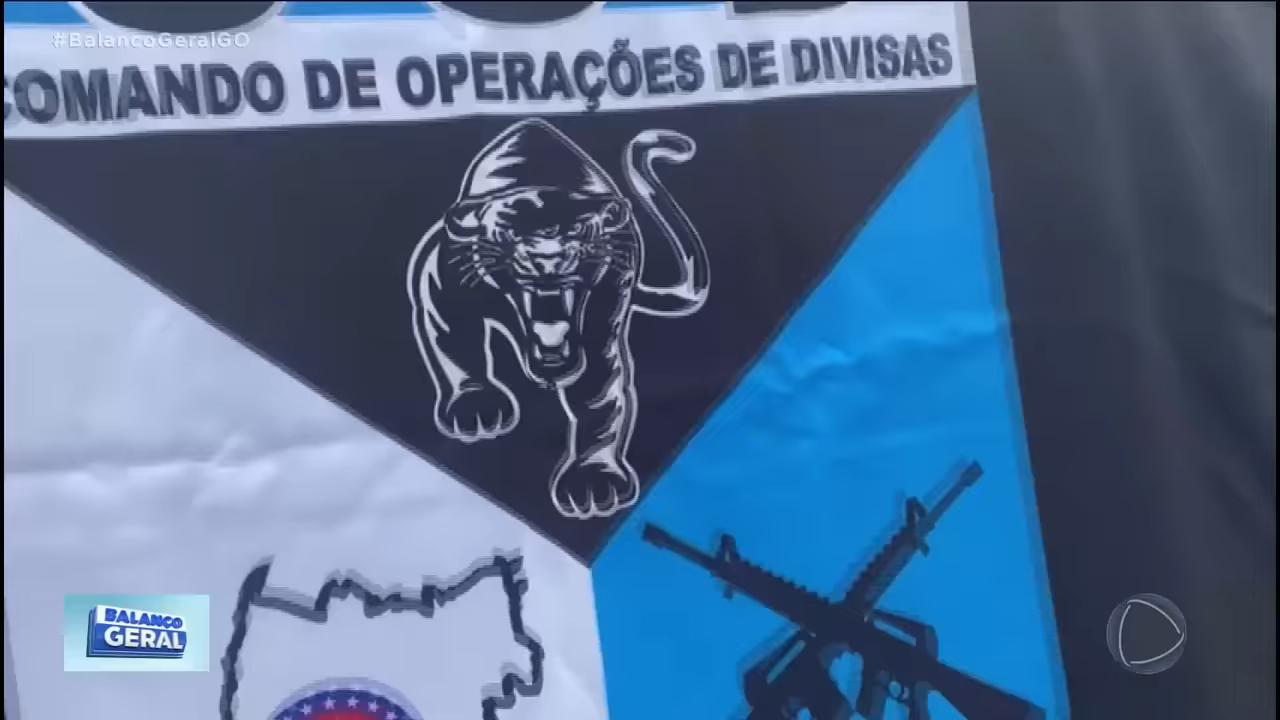 #BalancoGeralGO
COMANDO DE OPERAÇÕES DE DIVISAS
BALANÇO
GERAL